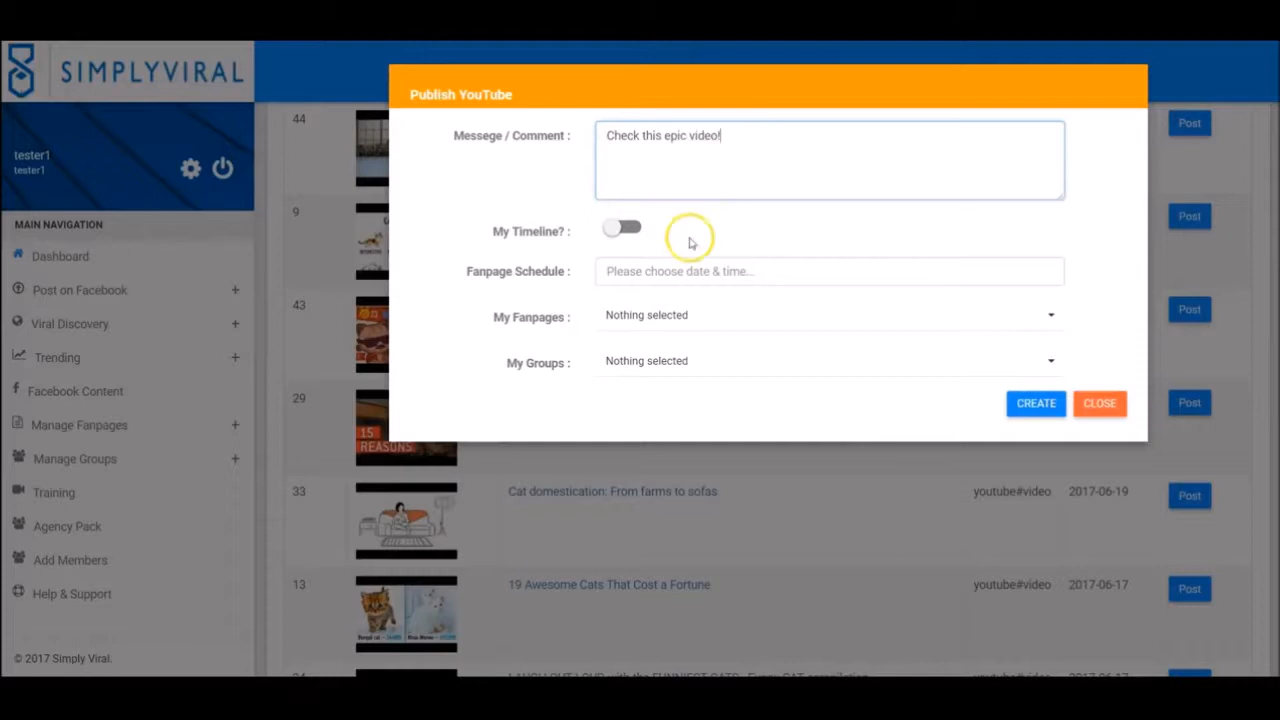 SIMPLYVIRAL
tester1
tester1
MAIN NAVIGATION
Dashboard
Post on Facebook +
Viral Discovery +
Trending +
Facebook Content
Manage Fanpages +
Manage Groups +
Training
Agency Pack
Add Members
Help & Support
© 2017 Simply Viral.
Publish YouTube
Messege / Comment : Check this epic video!
My Timeline? :
Fanpage Schedule : Please choose date & time...
My Fanpages : Nothing selected
My Groups : Nothing selected
CREATE CLOSE
44 Post
9 Post
43 Post
29 15 REASONS Post
33 Cat domestication: From farms to sofas youtube#video 2017-06-19 Post
13 19 Awesome Cats That Cost a Fortune youtube#video 2017-06-17 Post